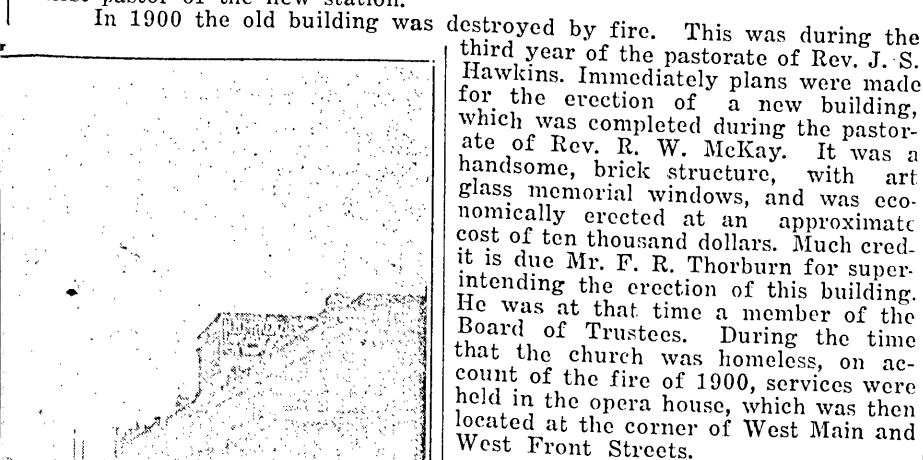 pastor of the new station.
In 1900 the old building was destroyed by fire. This was during the
third year of the pastorate of Rev. J. S.
Hawkins. Immediately plans were made
for the erection of a new building,
which was completed during the pastor-
ate of Rev. R. W. McKay. It was a
handsome, brick structure, with art
glass memorial windows, and was eco-
nomically erected at an approximate
cost of ten thousand dollars. Much cred-
it is due Mr. F. R. Thorburn for super-
intending the erection of this building.
He was at that time a member of the
Board of Trustees. During the time
that the church was homeless, on ac-
count of the fire of 1900, services were
held in the opera house, which was then
located at the corner of West Main and
West Front Streets.